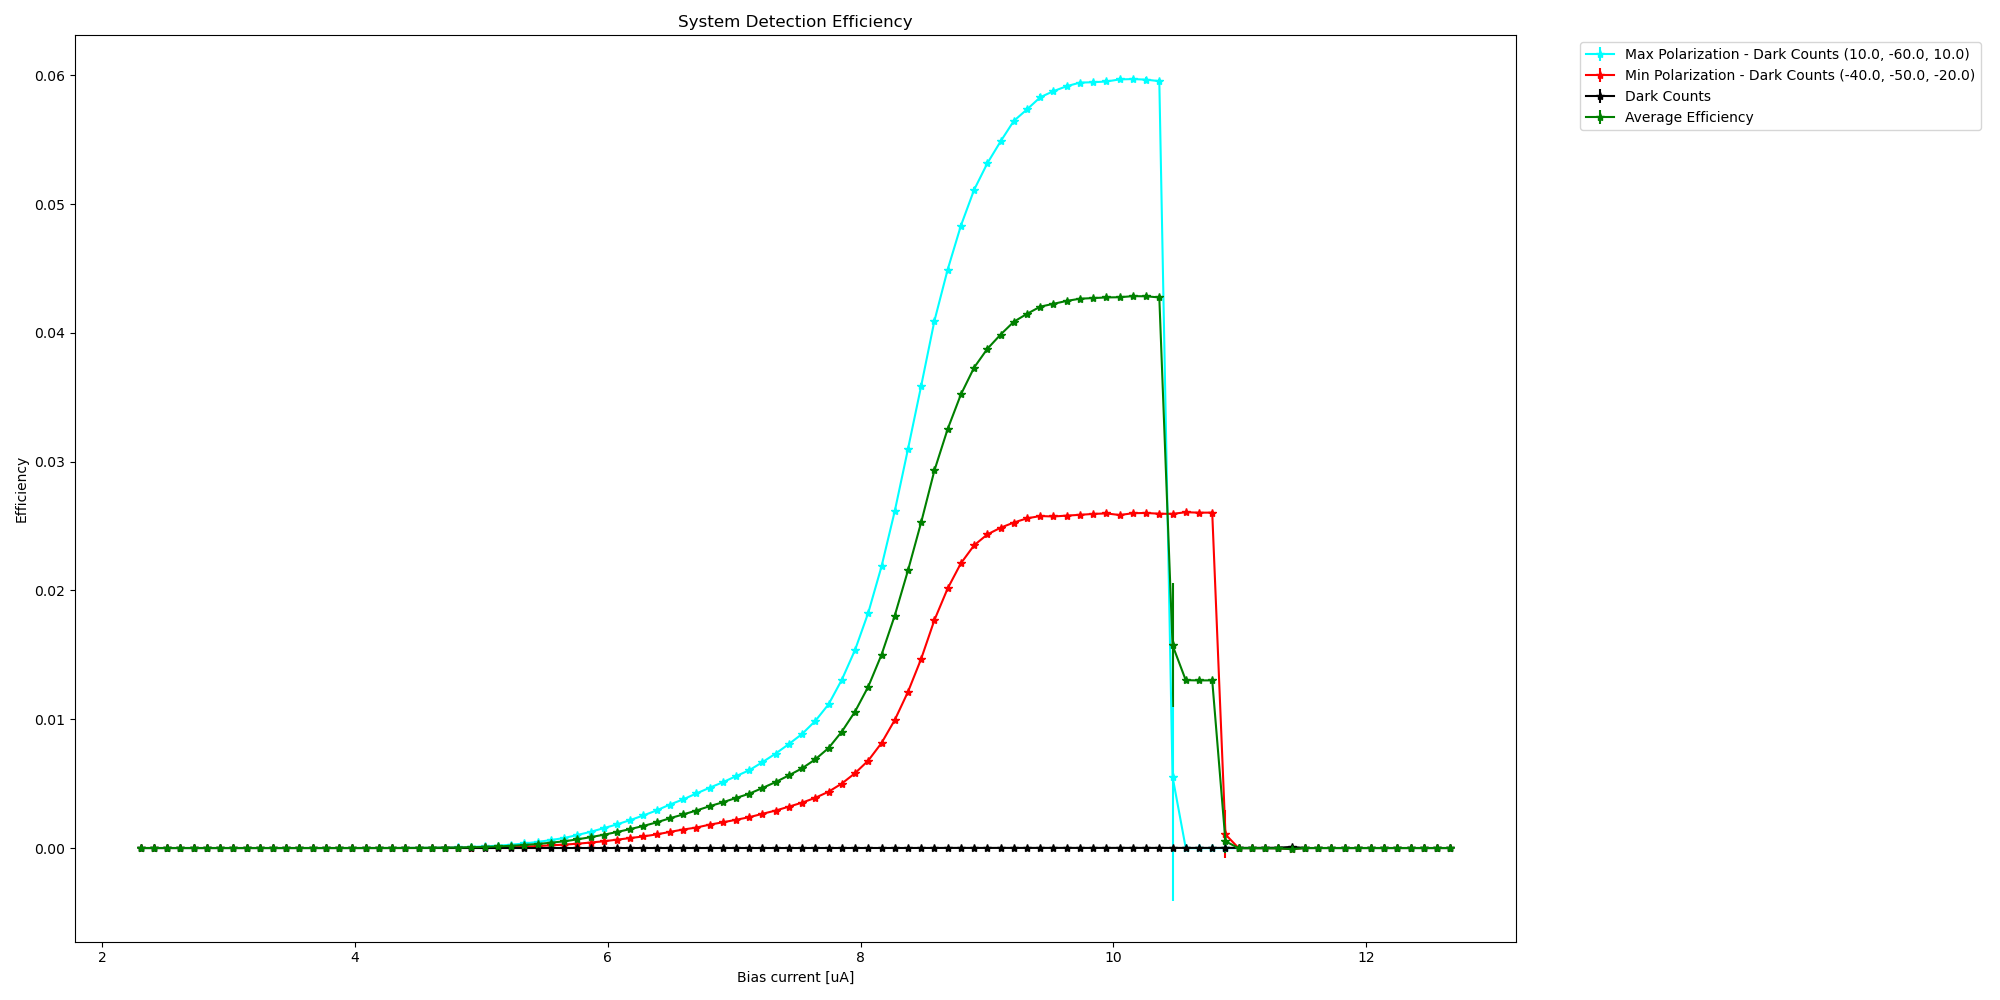 System Detection Efficiency
Max Polarization - Dark Counts (10.0, -60.0, 10.0)
Min Polarization - Dark Counts (-40.0, -50.0, -20.0)
Dark Counts
Average Efficiency
0.06
0.05
0.04
0.03
0.02
0.01
0.00
Efficiency
2 4 6 8 10 12
Bias current [uA]